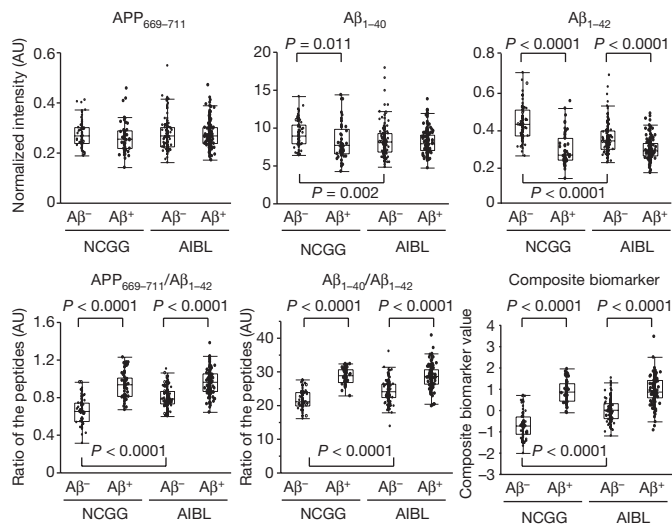 APP669–711
Normalized intensity (AU)
0.6
0.4
0.2
0
Aβ− Aβ+ Aβ− Aβ+
NCGG AIBL
Aβ1–40
P = 0.011
20
15
10
5
0
P = 0.002
Aβ− Aβ+ Aβ− Aβ+
NCGG AIBL
Aβ1–42
P < 0.0001 P < 0.0001
0.8
0.6
0.4
0.2
0
P < 0.0001
Aβ− Aβ+ Aβ− Aβ+
NCGG AIBL
APP669–711/Aβ1–42
P < 0.0001 P < 0.0001
Ratio of the peptides (AU)
1.6
1.2
0.8
0.4
0
P < 0.0001
Aβ− Aβ+ Aβ− Aβ+
NCGG AIBL
Aβ1–40/Aβ1–42
P < 0.0001 P < 0.0001
Ratio of the peptides (AU)
40
30
20
10
0
P < 0.0001
Aβ− Aβ+ Aβ− Aβ+
NCGG AIBL
Composite biomarker
P < 0.0001 P < 0.0001
Composite biomarker value
4
3
2
1
0
−1
−2
−3
P < 0.0001
Aβ− Aβ+ Aβ− Aβ+
NCGG AIBL